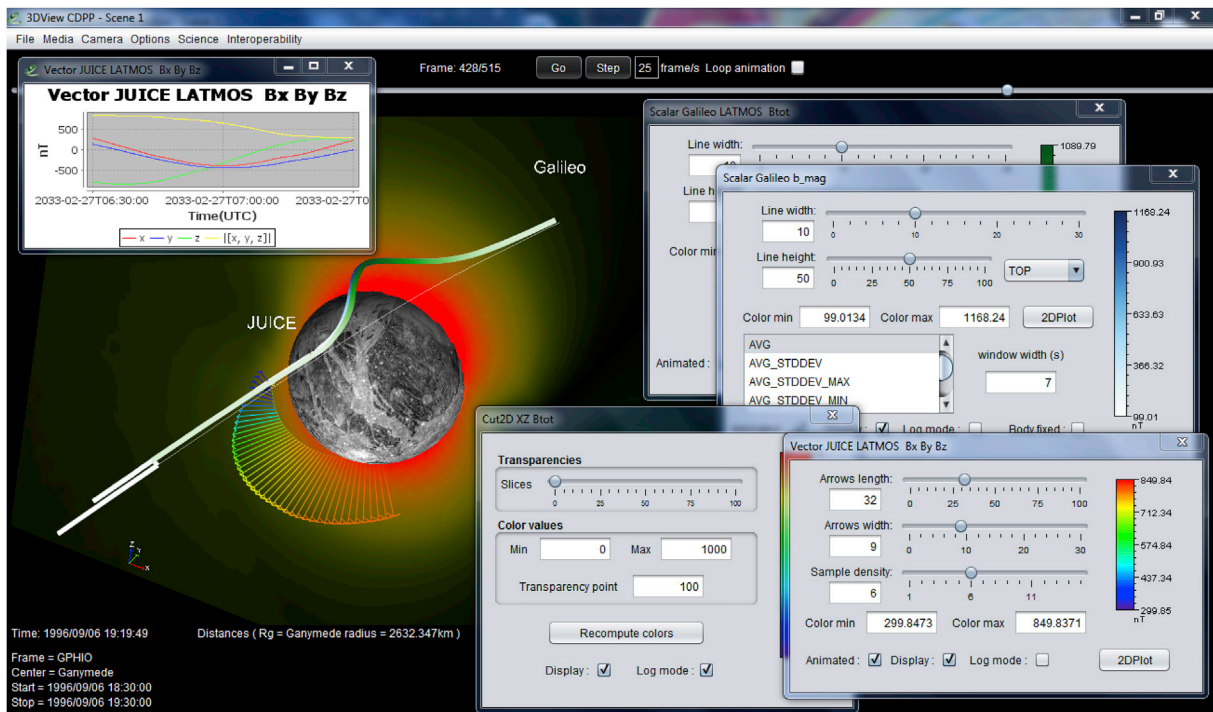 3DView CDPP - Scene 1
File Media Camera Options Science Interoperability
Frame: 428/515 Go Step 25 frame/s Loop animation
Vector JUICE LATMOS Bx By Bz
Vector JUICE LATMOS Bx By Bz
500
0
-500
nT
2033-02-27T06:30:00 2033-02-27T07:00:00 2033-02-27T0
Time(UTC)
x y z |[x, y, z]|
Galileo
JUICE
Z
Y
X
Time: 1996/09/06 19:19:49 Distances ( Rg = Ganymede radius = 2632.347km )
Frame = GPHIO
Center = Ganymede
Start = 1996/09/06 18:30:00
Stop = 1996/09/06 19:30:00
Scalar Galileo LATMOS Btot
Line width:
1089.79
Color
Animated :
Scalar Galileo b_mag
Line width:
10
0 10 20 30
Line height:
50
0 25 50 75 100
TOP
Color min 99.0134 Color max 1168.24 2DPlot
AVG
AVG_STDDEV
AVG_STDDEV_MAX
AVG_STDDEV_MIN
window width (s)
7
Log mode : Body fixed :
1168.24
900.93
633.63
366.32
99.01
nT
Cut2D XZ Btot
Transparencies
Slices
0 25 50 75 100
Color values
Min 0 Max 1000
Transparency point 100
Recompute colors
Display : Log mode :
Vector JUICE LATMOS Bx By Bz
Arrows length:
32
0 25 50 75 100
Arrows width:
9
0 10 20 30
Sample density:
6
1 6 11
Color min 299.8473 Color max 849.8371
Animated : Display : Log mode : 2DPlot
849.84
712.34
574.84
437.34
299.85
nT